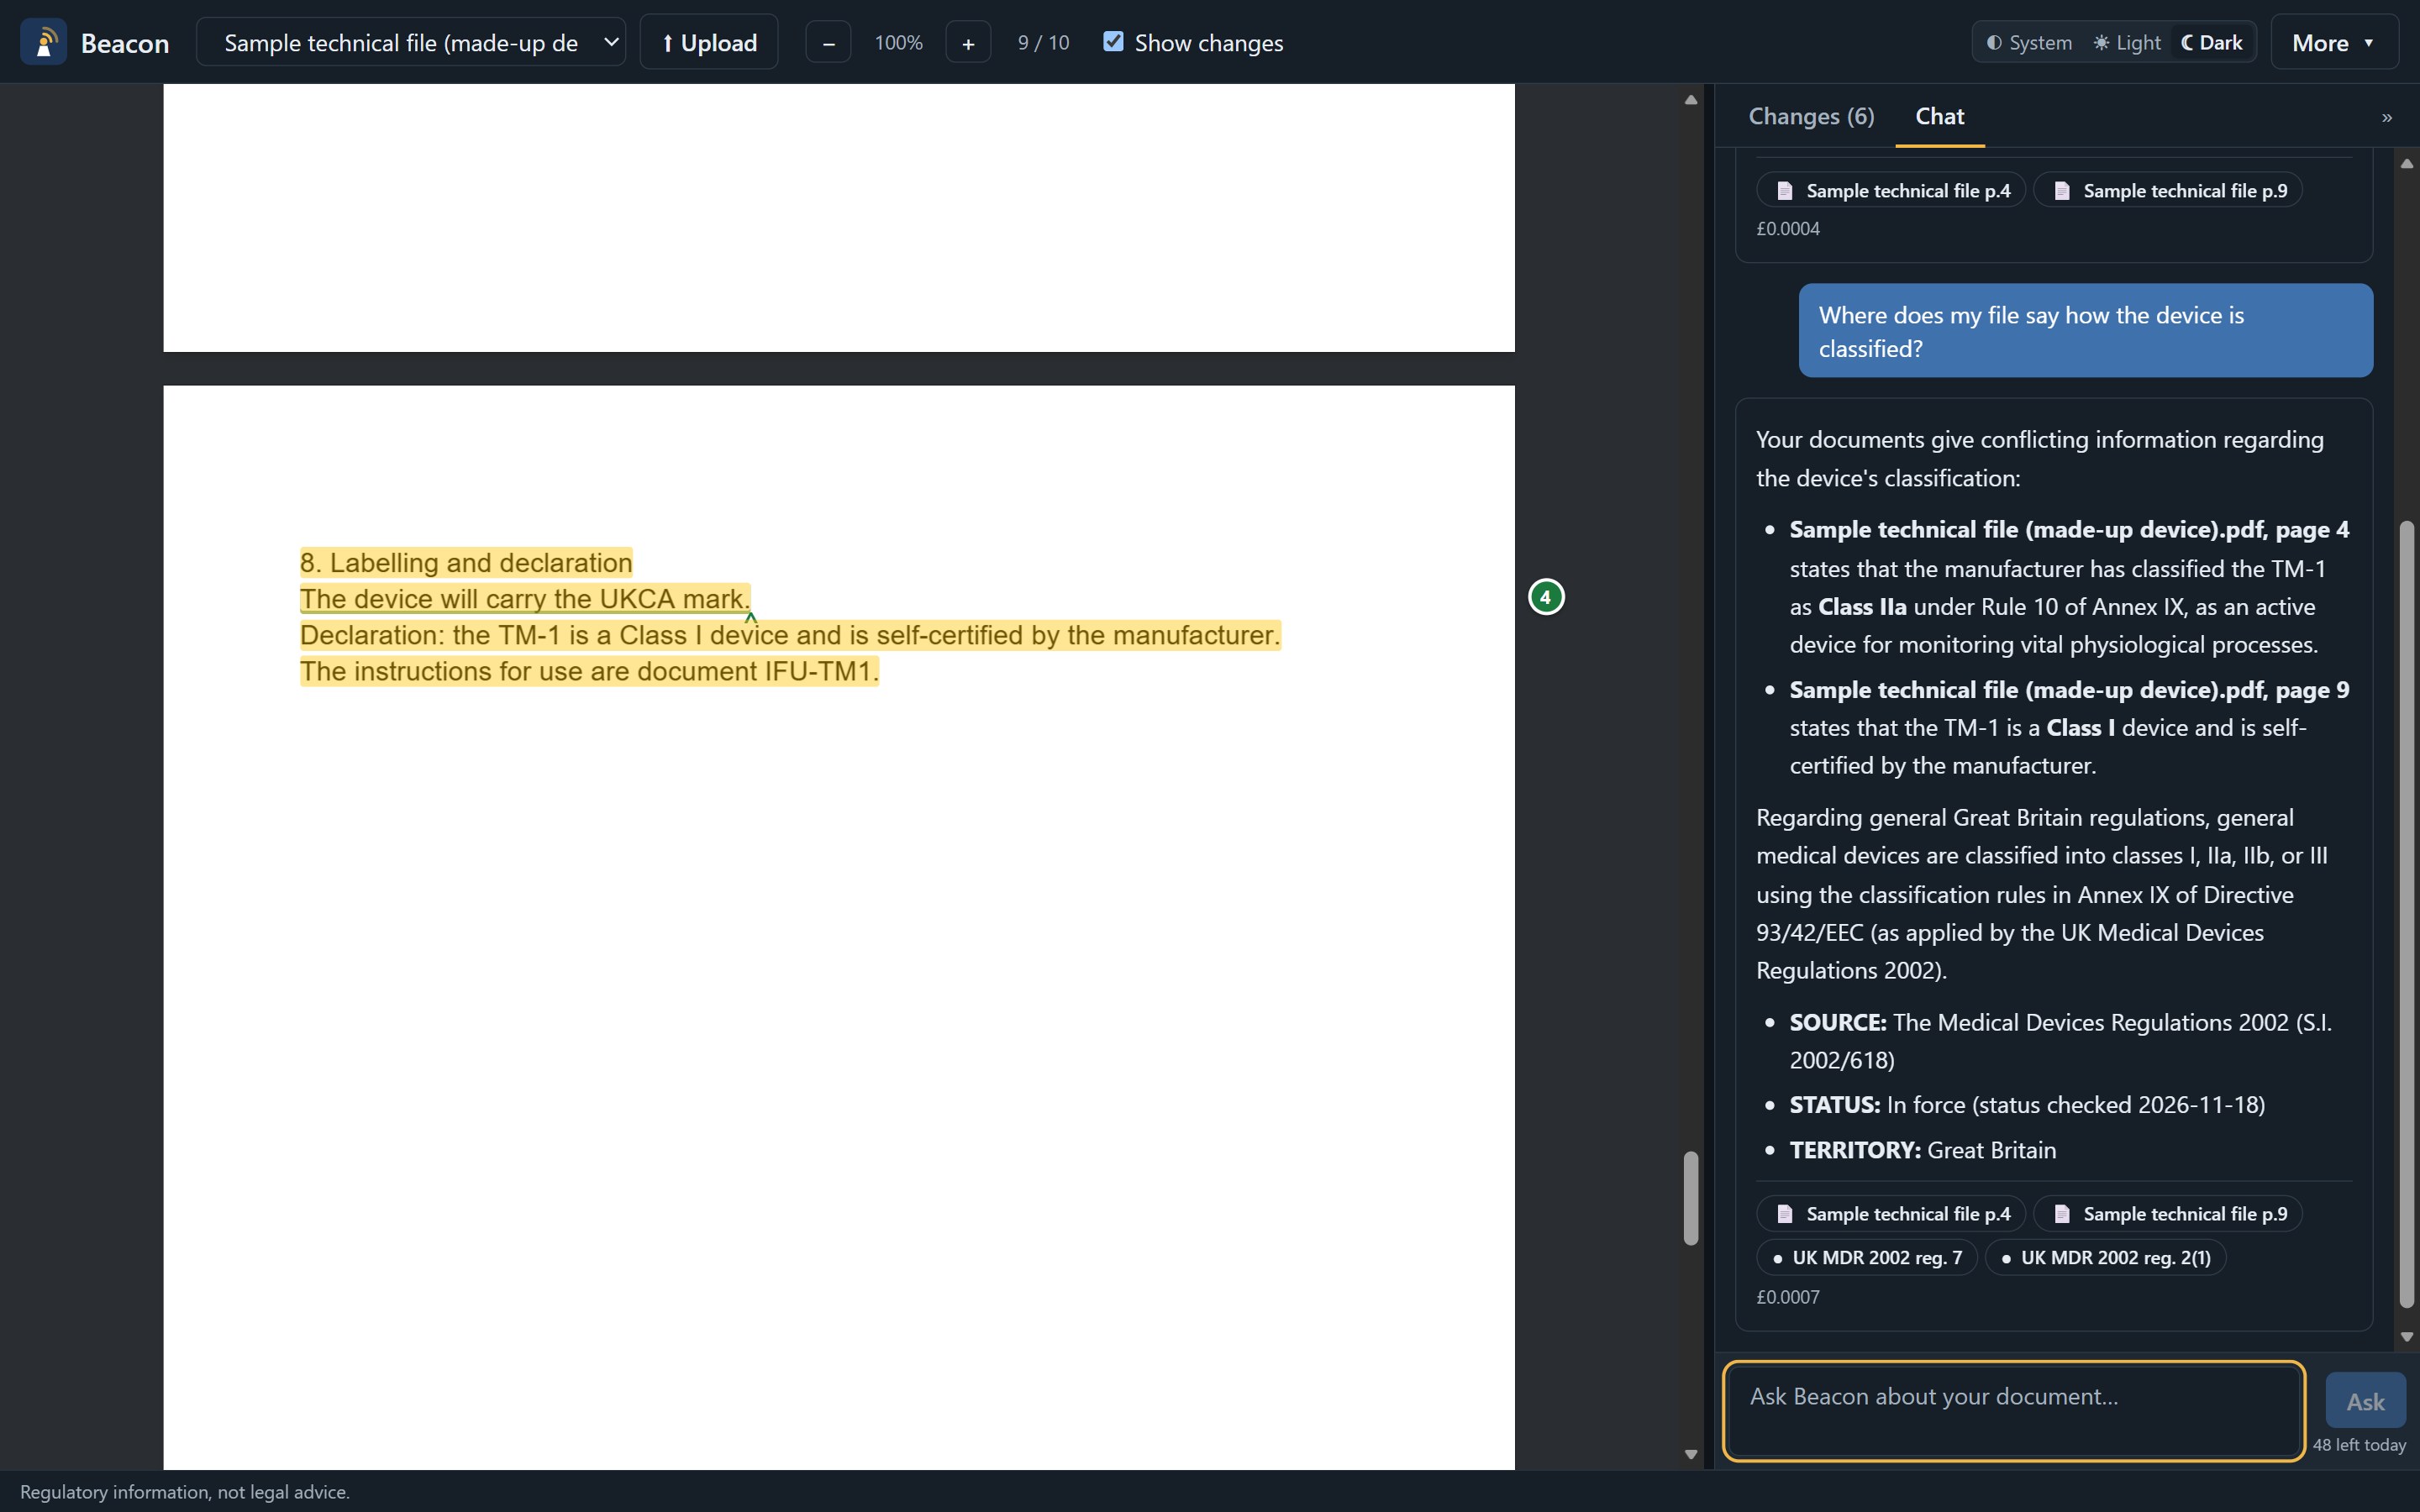 Beacon
Sample technical file (made-up de
Upload
−
100%
+
9 / 10
Show changes
System
Light
Dark
More
8. Labelling and declaration
The device will carry the UKCA mark.
4
Declaration: the TM-1 is a Class I device and is self-certified by the manufacturer.
The instructions for use are document IFU-TM1.
Changes (6)
Chat
»
Sample technical file p.4
Sample technical file p.9
£0.0004
Where does my file say how the device is
classified?
Your documents give conflicting information regarding
the device's classification:
• Sample technical file (made-up device).pdf, page 4
states that the manufacturer has classified the TM-1
as Class IIa under Rule 10 of Annex IX, as an active
device for monitoring vital physiological processes.
• Sample technical file (made-up device).pdf, page 9
states that the TM-1 is a Class I device and is self-
certified by the manufacturer.
Regarding general Great Britain regulations, general
medical devices are classified into classes I, IIa, IIb, or III
using the classification rules in Annex IX of Directive
93/42/EEC (as applied by the UK Medical Devices
Regulations 2002).
• SOURCE: The Medical Devices Regulations 2002 (S.I.
2002/618)
• STATUS: In force (status checked 2026-11-18)
• TERRITORY: Great Britain
Sample technical file p.4
Sample technical file p.9
• UK MDR 2002 reg. 7
• UK MDR 2002 reg. 2(1)
£0.0007
Ask Beacon about your document...
Ask
48 left today
Regulatory information, not legal advice.